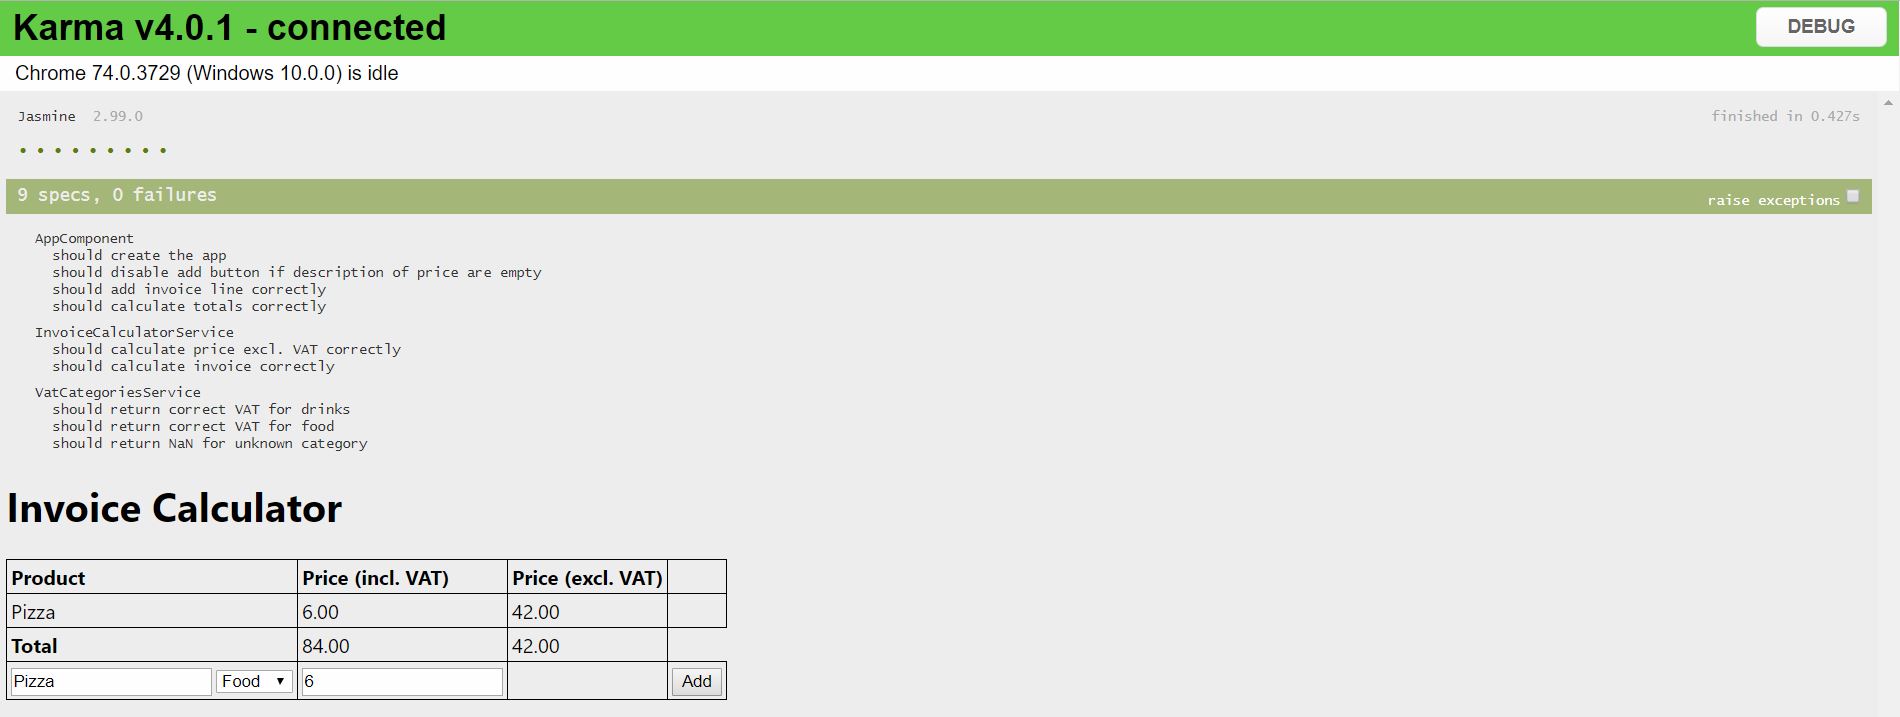 Karma v4.0.1 - connected
DEBUG
Chrome 74.0.3729 (Windows 10.0.0) is idle
Jasmine 2.99.0
finished in 0.427s
• • • • • • • • •
9 specs, 0 failures
raise exceptions
AppComponent
should create the app
should disable add button if description of price are empty
should add invoice line correctly
should calculate totals correctly
InvoiceCalculatorService
should calculate price excl. VAT correctly
should calculate invoice correctly
VatCategoriesService
should return correct VAT for drinks
should return correct VAT for food
should return NaN for unknown category
Invoice Calculator
Product Price (incl. VAT) Price (excl. VAT)
Pizza 6.00 42.00
Total 84.00 42.00
Pizza Food 6 Add